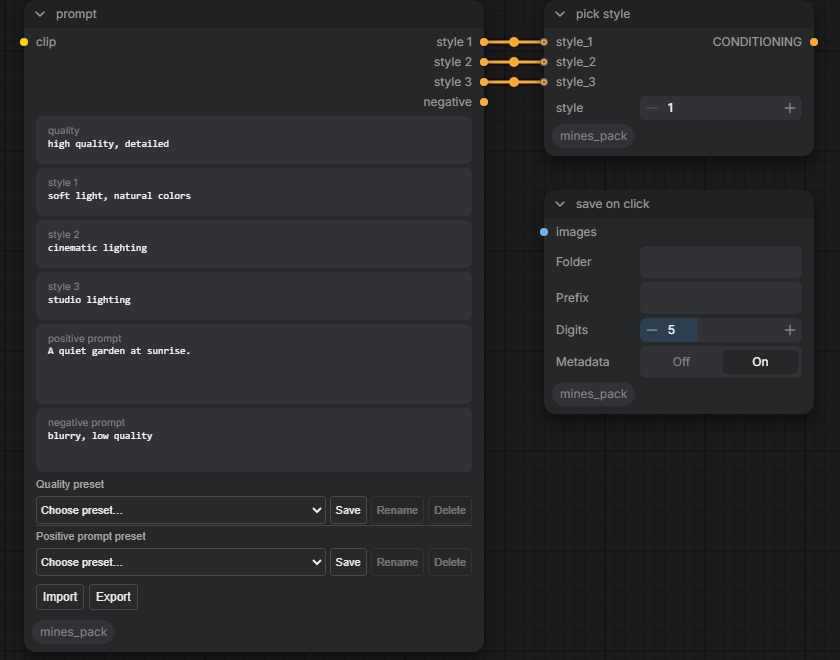 prompt
clip
style 1
style 2
style 3
negative
quality
high quality, detailed
style 1
soft light, natural colors
style 2
cinematic lighting
style 3
studio lighting
positive prompt
A quiet garden at sunrise.
negative prompt
blurry, low quality
Quality preset
Choose preset... Save Rename Delete
Positive prompt preset
Choose preset... Save Rename Delete
Import Export
mines_pack
pick style
style_1 CONDITIONING
style_2
style_3
style 1
mines_pack
save on click
images
Folder
Prefix
Digits 5
Metadata Off On
mines_pack